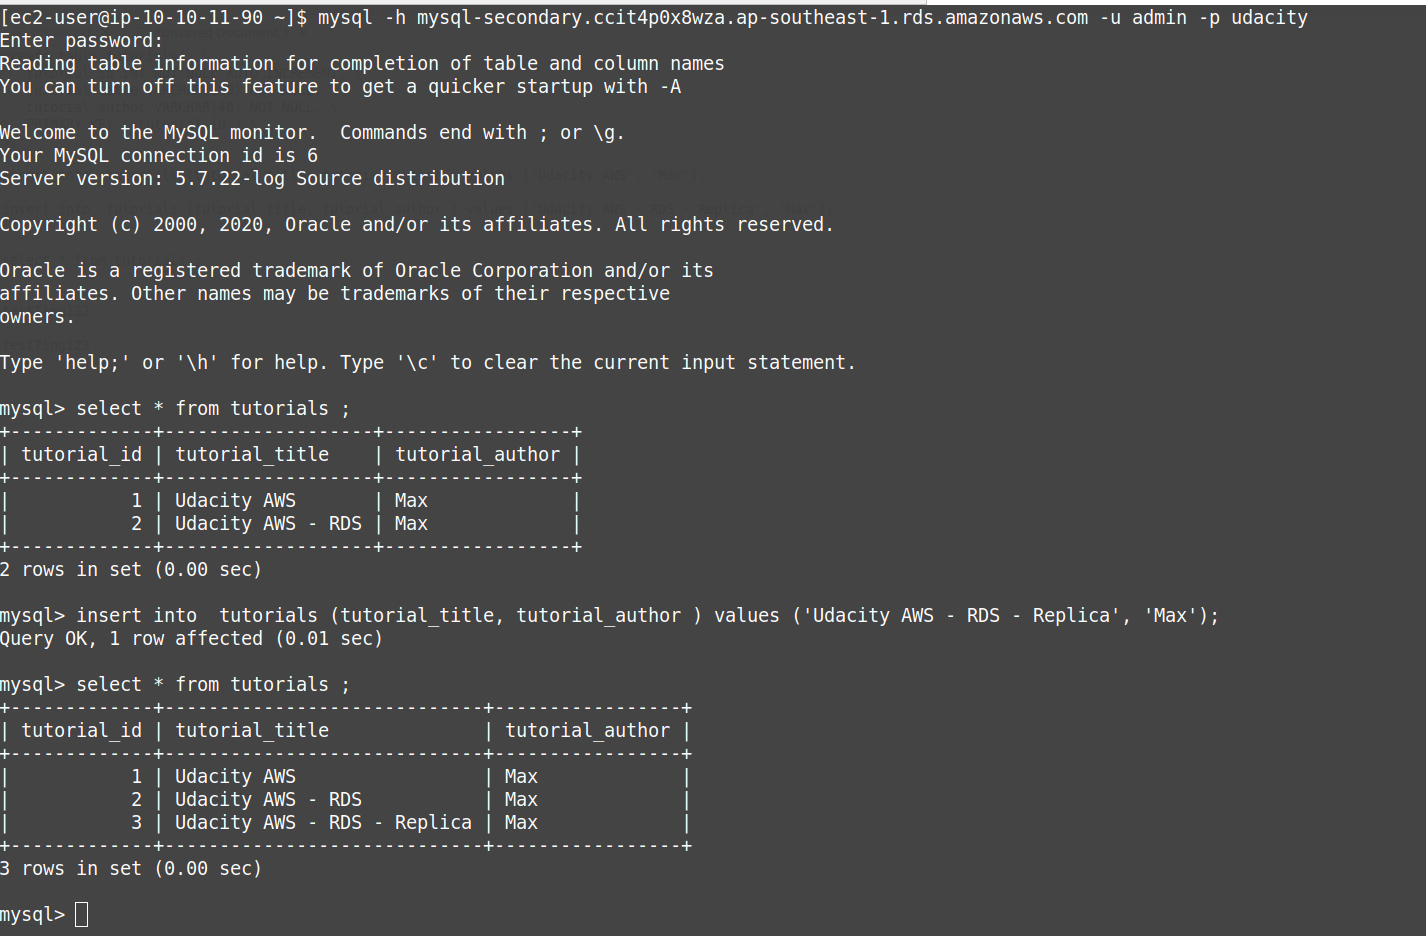 [ec2-user@ip-10-10-11-90 ~]$ mysql -h mysql-secondary.ccit4p0x8wza.ap-southeast-1.rds.amazonaws.com -u admin -p udacity
Enter password:
Reading table information for completion of table and column names
You can turn off this feature to get a quicker startup with -A
Welcome to the MySQL monitor.  Commands end with ; or \g.
Your MySQL connection id is 6
Server version: 5.7.22-log Source distribution
Copyright (c) 2000, 2020, Oracle and/or its affiliates. All rights reserved.
Oracle is a registered trademark of Oracle Corporation and/or its
affiliates. Other names may be trademarks of their respective
owners.
Type 'help;' or '\h' for help. Type '\c' to clear the current input statement.
mysql> select * from tutorials ;
+-------------+-------------------+-----------------+
| tutorial_id | tutorial_title    | tutorial_author |
+-------------+-------------------+-----------------+
|           1 | Udacity AWS       | Max             |
|           2 | Udacity AWS - RDS | Max             |
+-------------+-------------------+-----------------+
2 rows in set (0.00 sec)
mysql> insert into  tutorials (tutorial_title, tutorial_author ) values ('Udacity AWS - RDS - Replica', 'Max');
Query OK, 1 row affected (0.01 sec)
mysql> select * from tutorials ;
+-------------+-----------------------------+-----------------+
| tutorial_id | tutorial_title              | tutorial_author |
+-------------+-----------------------------+-----------------+
|           1 | Udacity AWS                 | Max             |
|           2 | Udacity AWS - RDS           | Max             |
|           3 | Udacity AWS - RDS - Replica | Max             |
+-------------+-----------------------------+-----------------+
3 rows in set (0.00 sec)
mysql>